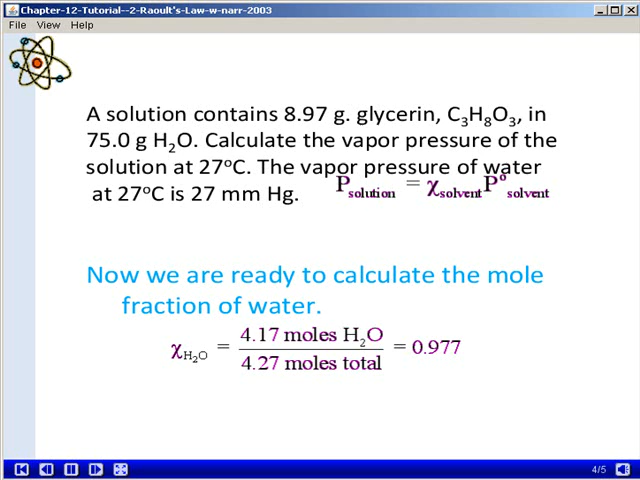 Chapter-12-Tutorial--2-Raoult's-Law-w-narr-2003
File View Help
A solution contains 8.97 g. glycerin, C3H8O3, in
75.0 g H2O. Calculate the vapor pressure of the
solution at 27°C. The vapor pressure of water
at 27°C is 27 mm Hg.
Psolution = χsolvent P°solvent
Now we are ready to calculate the mole
fraction of water.
χH2O = 4.17 moles H2O / 4.27 moles total = 0.977
4/5